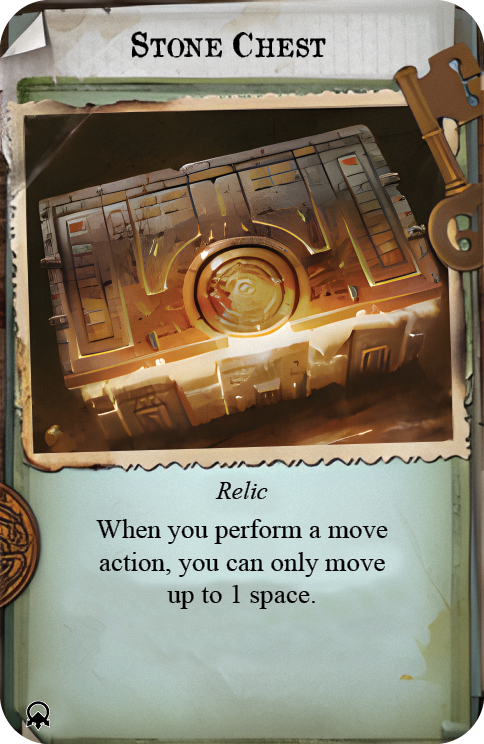 Stone Chest
Relic
When you perform a move
action, you can only move
up to 1 space.